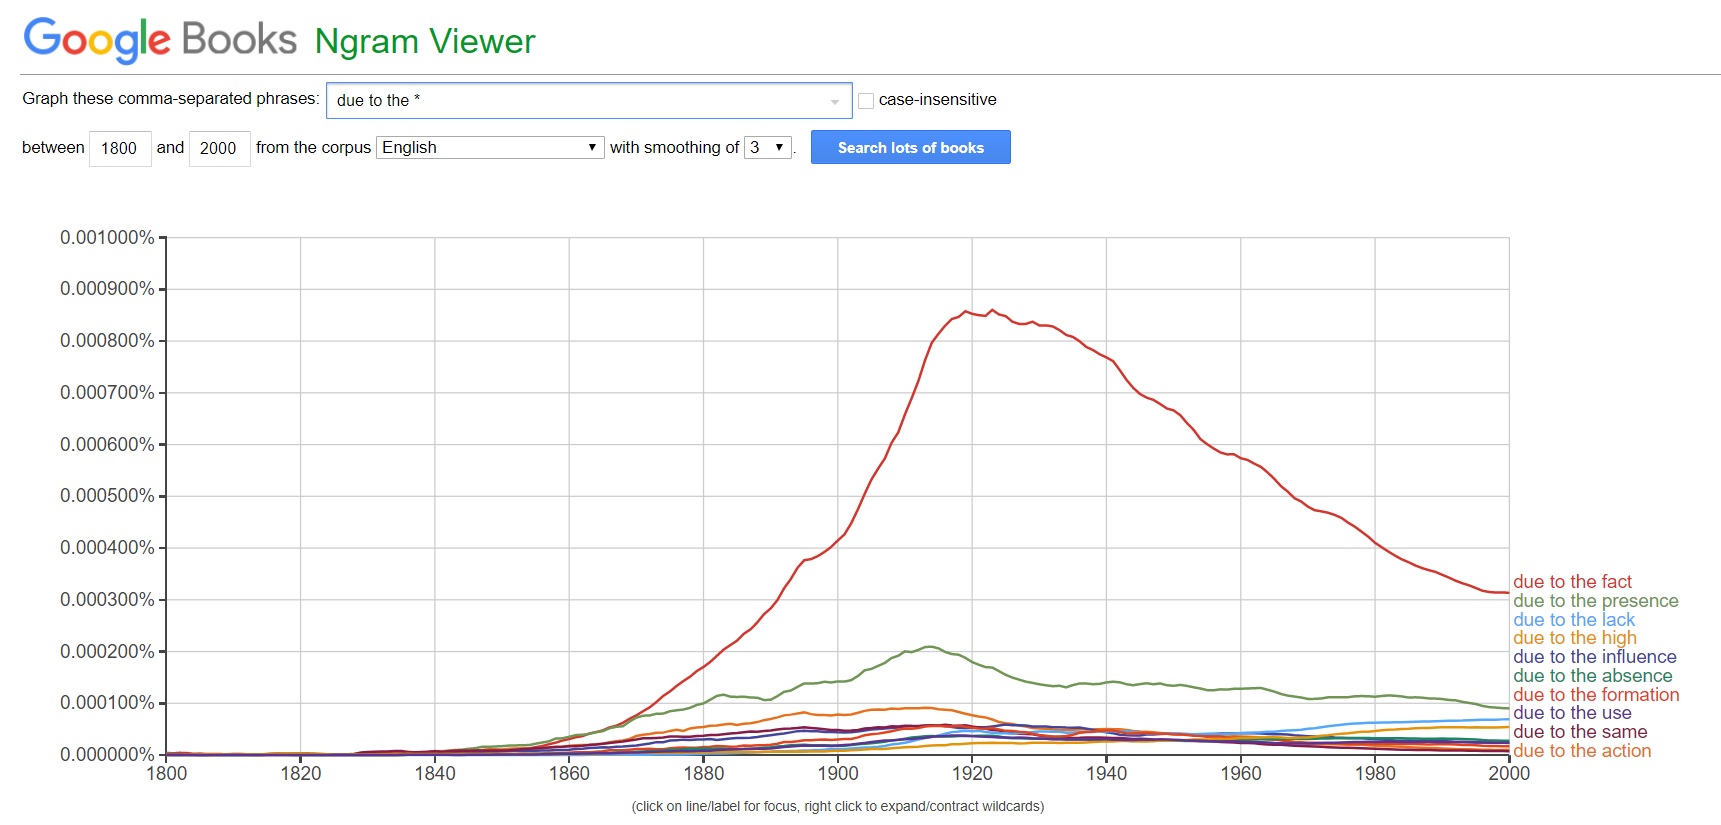 Google Books Ngram Viewer
Graph these comma-separated phrases: due to the * case-insensitive
between 1800 and 2000 from the corpus English with smoothing of 3 . Search lots of books
0.001000%
0.000900%
0.000800%
0.000700%
0.000600%
0.000500%
0.000400%
0.000300%
0.000200%
0.000100%
0.000000%
due to the fact
due to the presence
due to the lack
due to the high
due to the influence
due to the absence
due to the formation
due to the use
due to the same
due to the action
1800 1820 1840 1860 1880 1900 1920 1940 1960 1980 2000
(click on line/label for focus, right click to expand/contract wildcards)